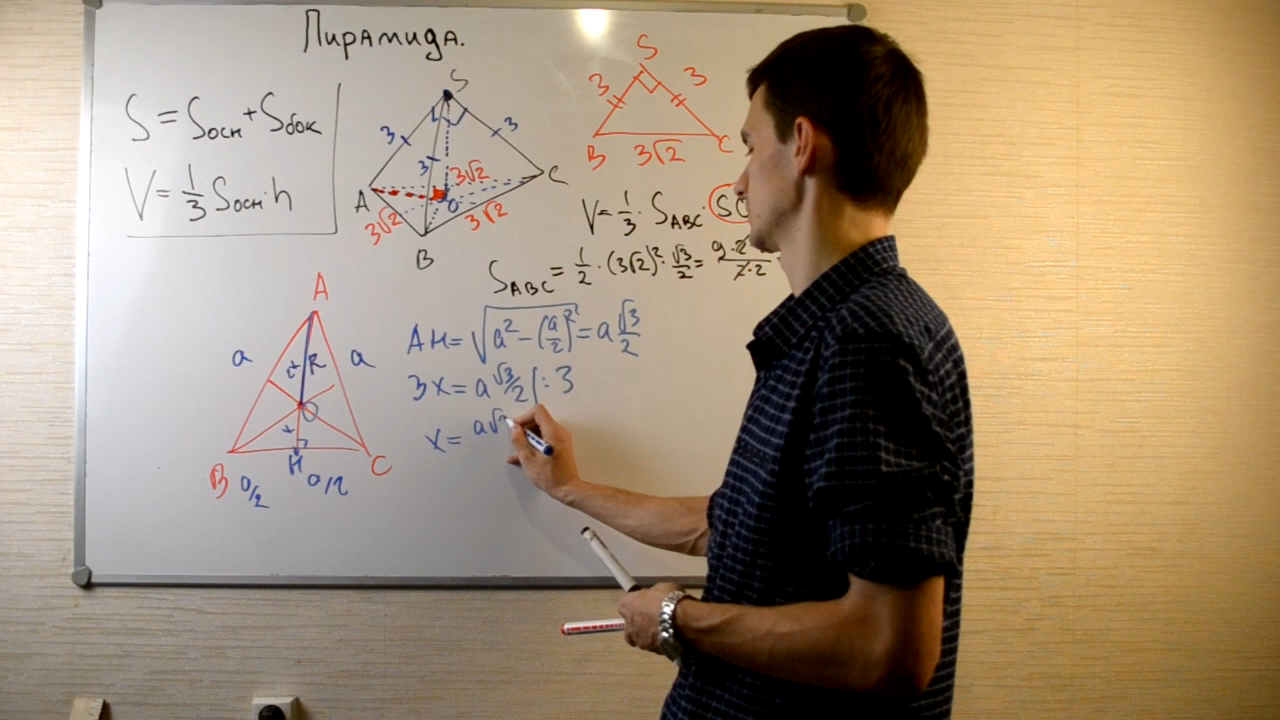 Пирамида.
S = Sосн + Sбок
V = 1/3 Sосн · h
S
3
3
3
3√2
A
C
O
3√2
3√2
B
S
3
3
B
3√2
C
V = 1/3 · S_ABC · SO
S_ABC = 1/2 · (3√2)² · √3/2 = 9·2/2·2
A
a
R
a
x
O
B
a/2
H
a/2
C
AH = √(a² − (a/2)²) = a √3/2
3x = a √3/2 | : 3
x = a√